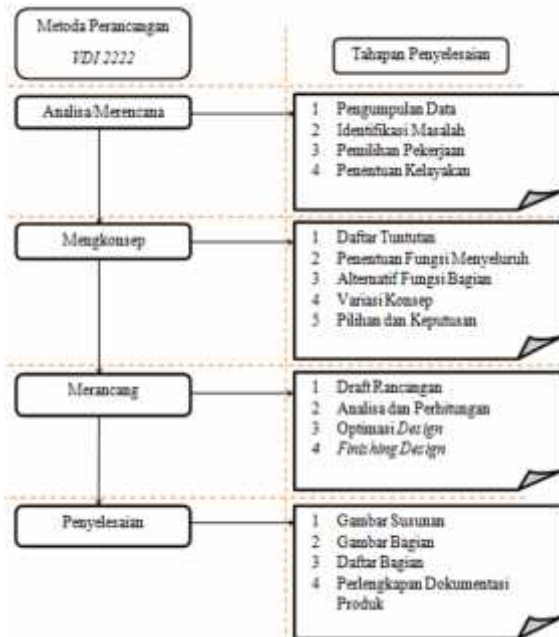 Metoda Perancangan
VDI 2222
Tahapan Penyelesaian
Analisa/Merencana
1 Pengumpulan Data
2 Identifikasi Masalah
3 Pemilihan Pekerjaan
4 Penentuan Kelayakan
Mengkonsep
1 Daftar Tuntutan
2 Penentuan Fungsi Menyeluruh
3 Alternatif Fungsi Bagian
4 Variasi Konsep
5 Pilihan dan Keputusan
Merancang
1 Draft Rancangan
2 Analisa dan Perhitungan
3 Optimasi Design
4 Finishing Design
Penyelesaian
1 Gambar Susunan
2 Gambar Bagian
3 Daftar Bagian
4 Perlengkapan Dokumentasi
Produk